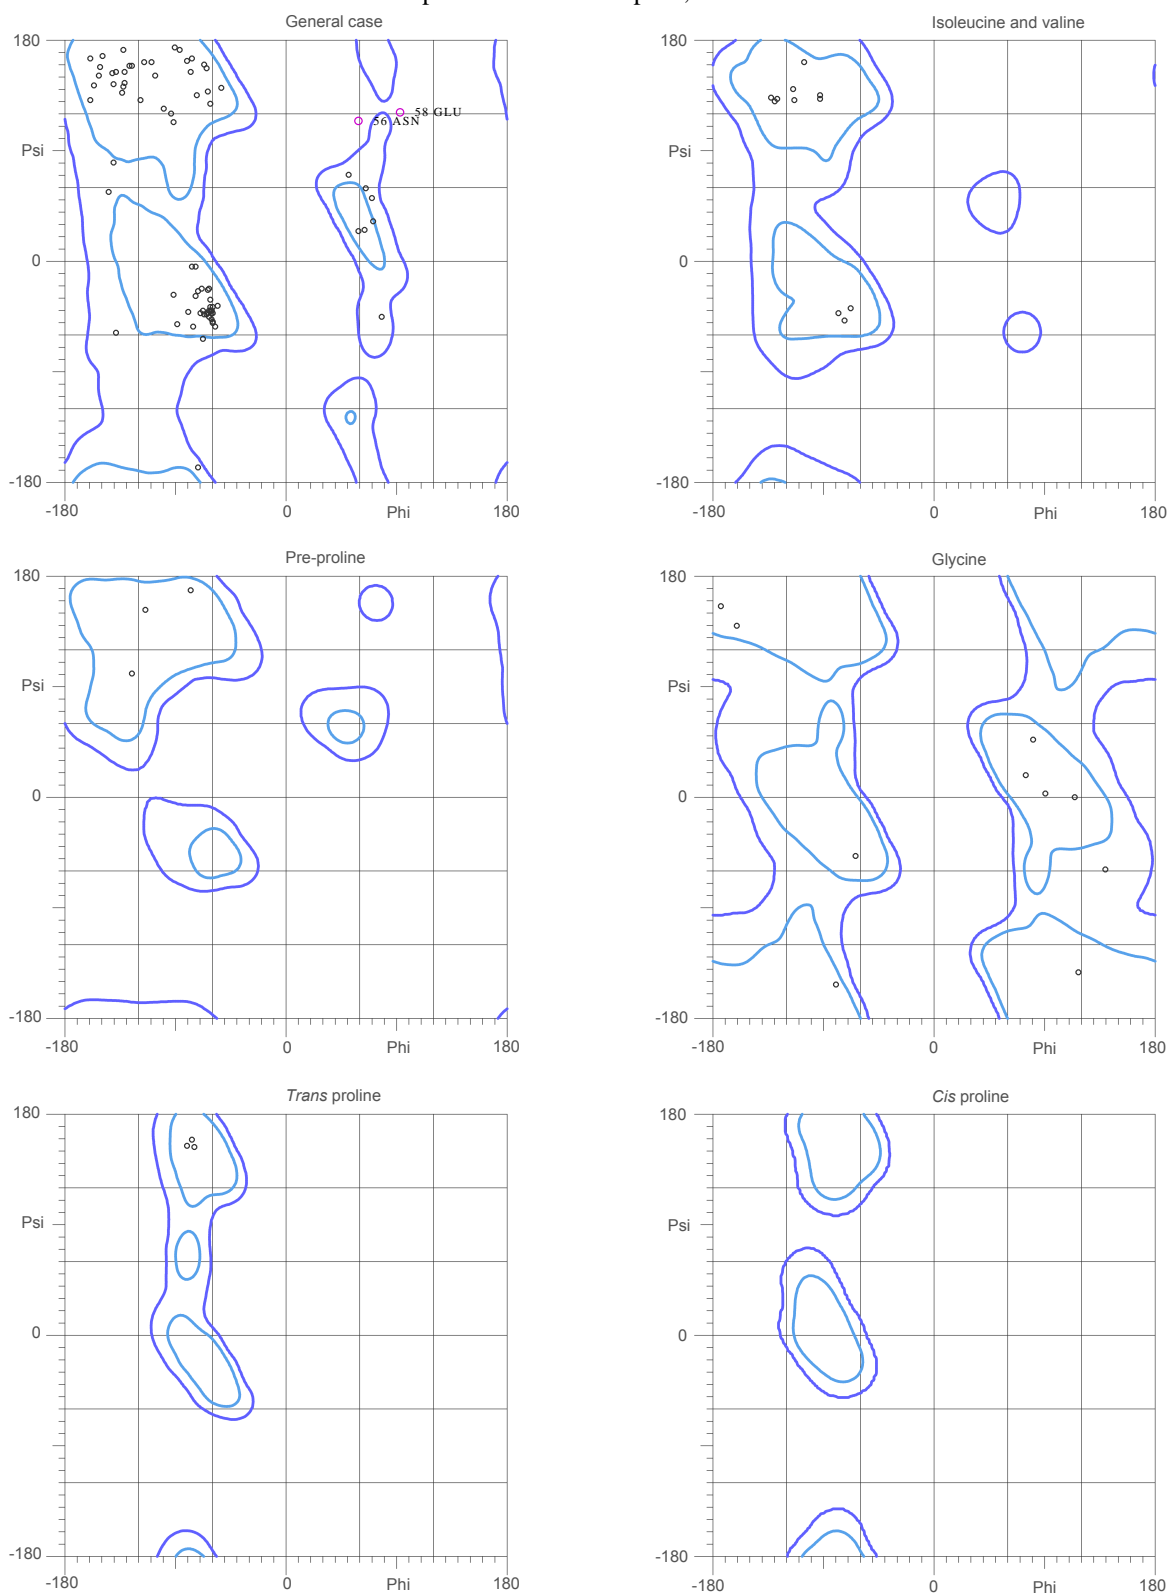 General case
Isoleucine and valine
180
Psi
0
-180
-180
0
Phi
180
58 GLU
56 ASN
180
Psi
0
-180
-180
0
Phi
180
Pre-proline
Glycine
180
Psi
0
-180
-180
0
Phi
180
180
Psi
0
-180
-180
0
Phi
180
Trans proline
Cis proline
180
Psi
0
-180
-180
0
Phi
180
180
Psi
0
-180
-180
0
Phi
180